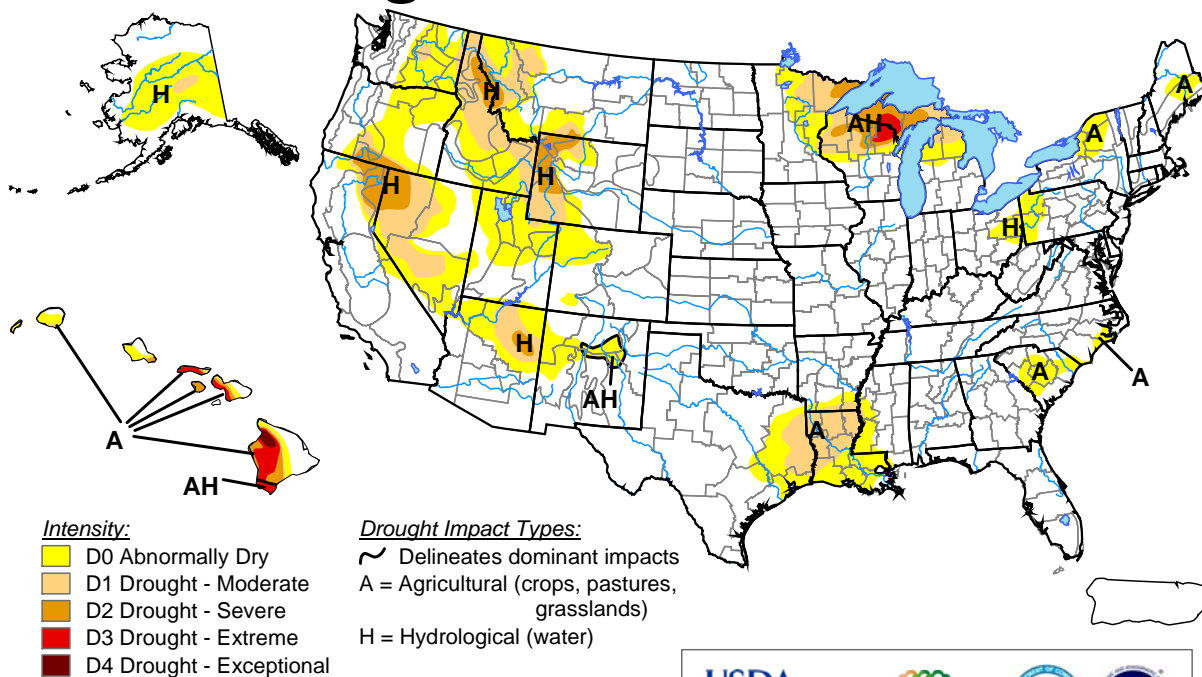 H
H
H
H
H
AH
A
A
H
A
A
A
AH
A
AH
Intensity:
D0 Abnormally Dry
D1 Drought - Moderate
D2 Drought - Severe
D3 Drought - Extreme
D4 Drought - Exceptional
Drought Impact Types:
Delineates dominant impacts
A = Agricultural (crops, pastures,
grasslands)
H = Hydrological (water)
USDA